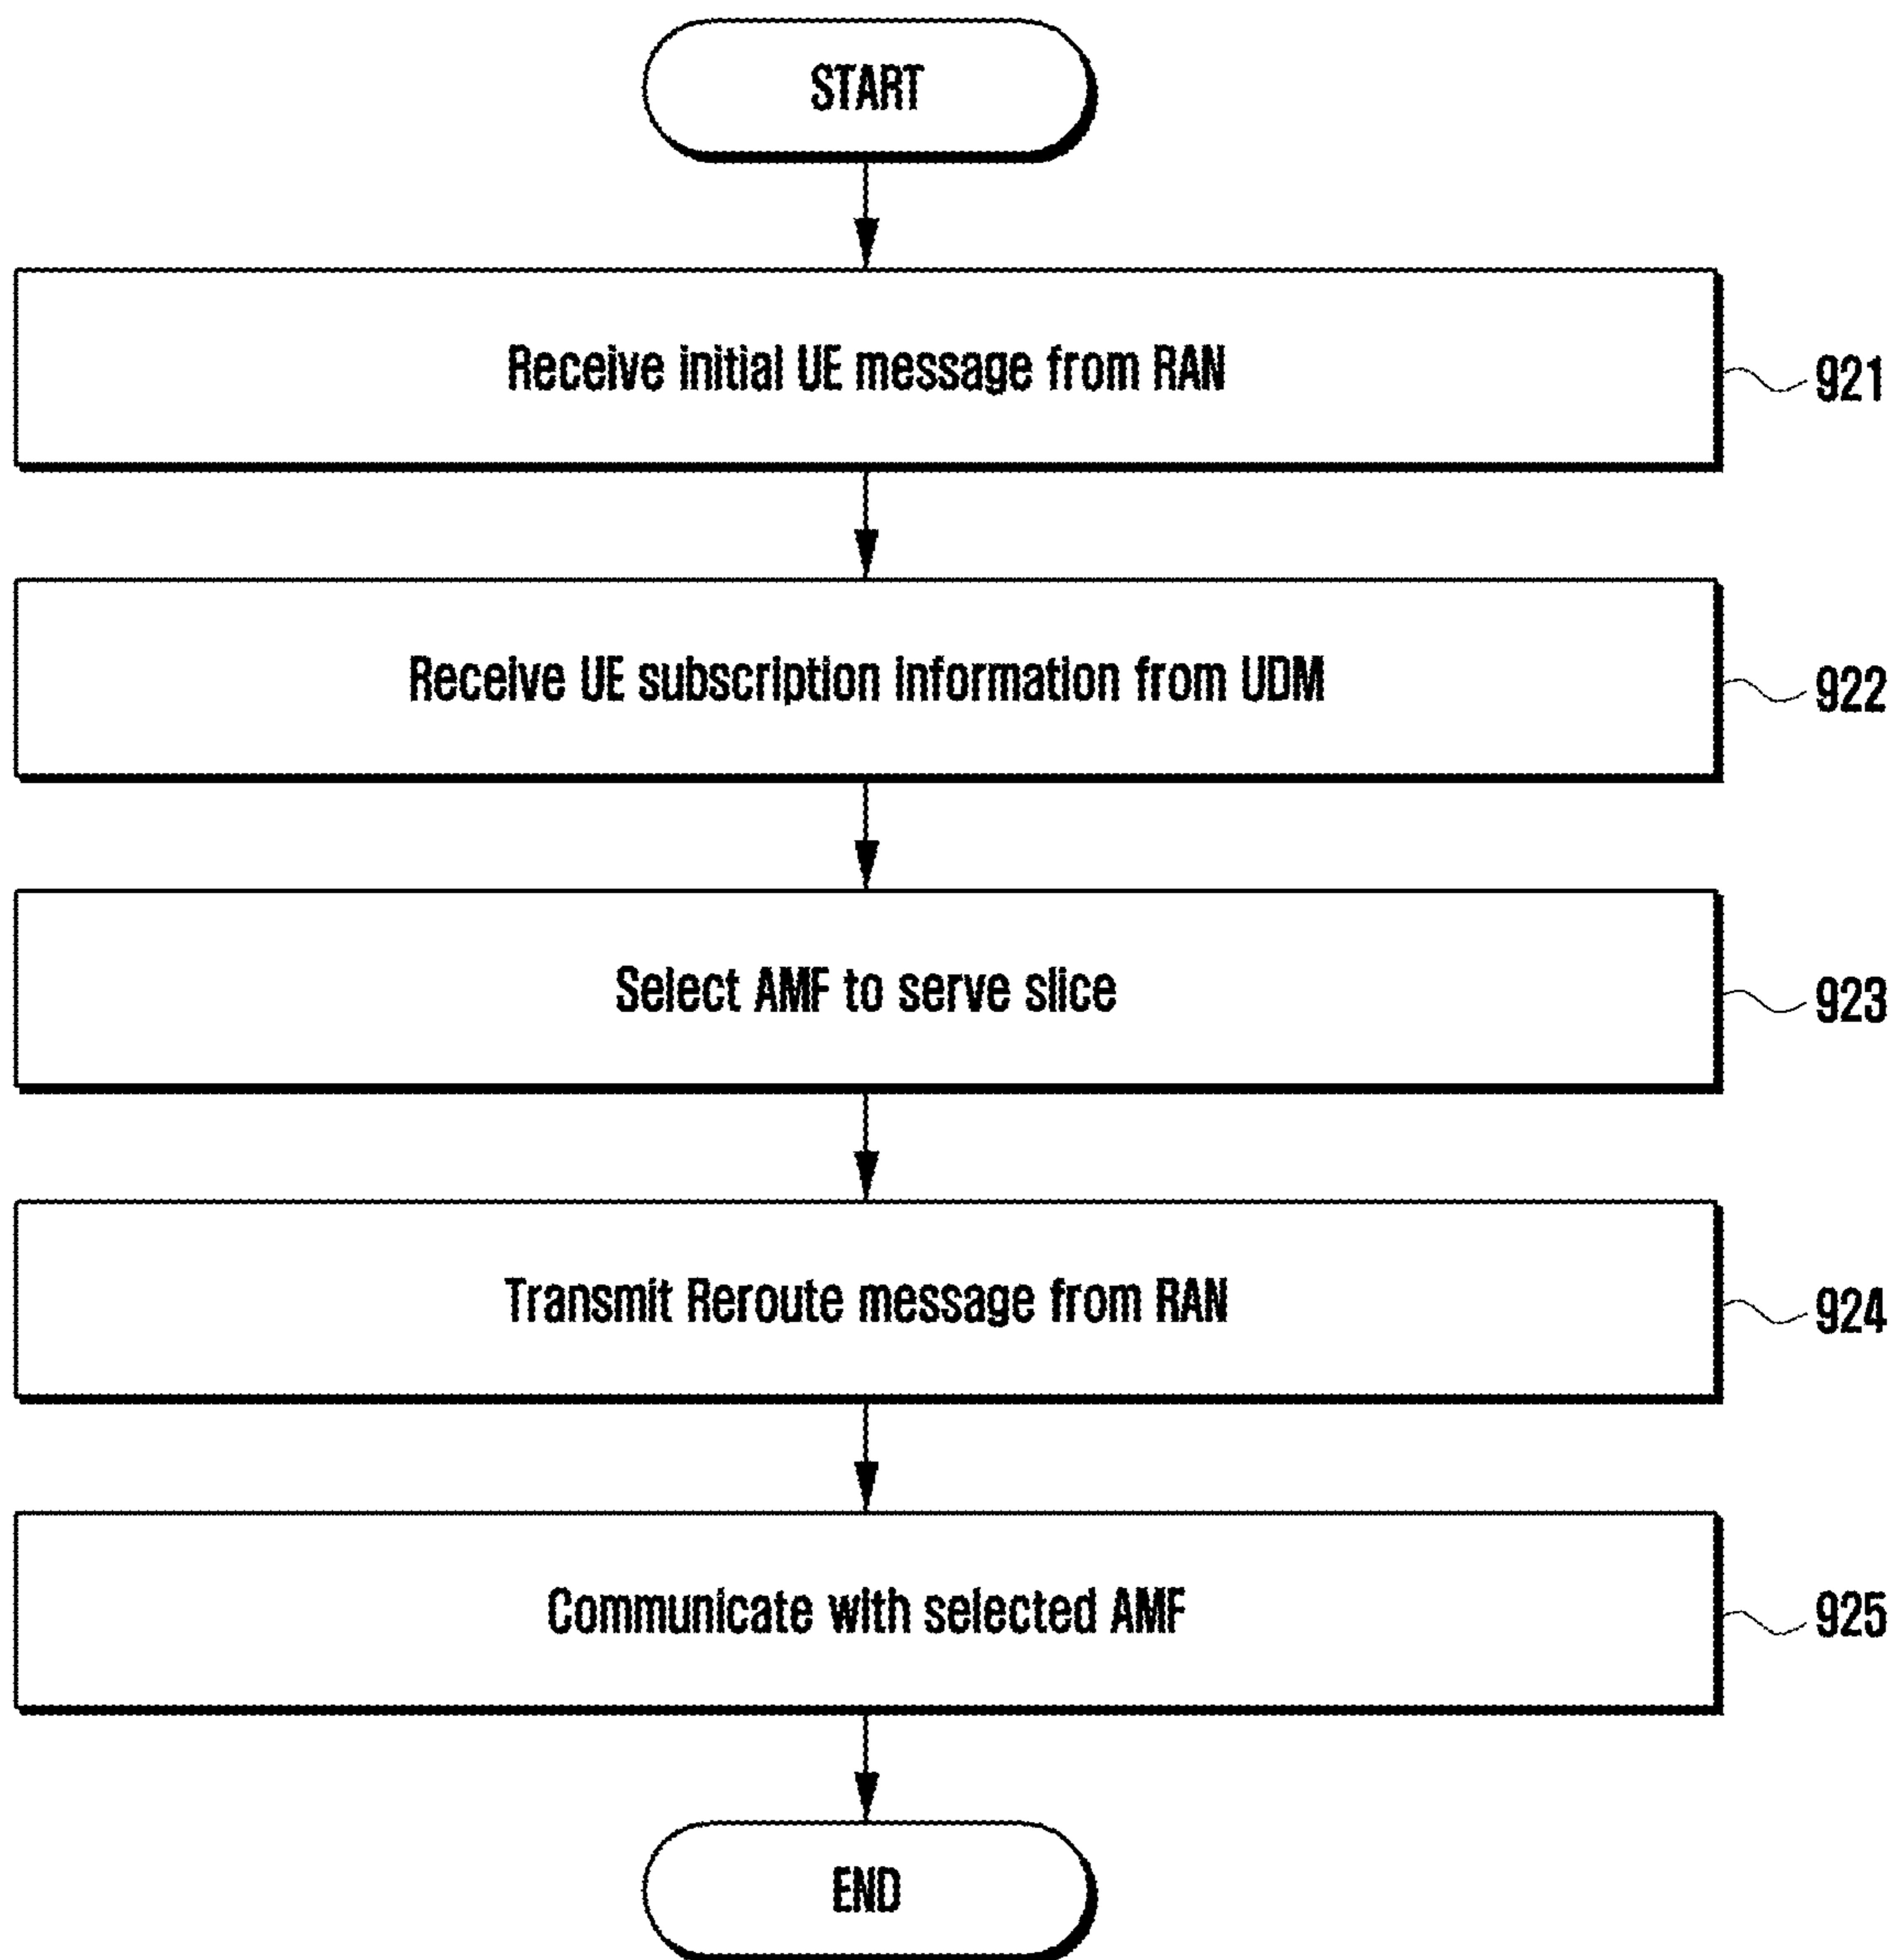 START
Receive initial UE message from RAN
921
Receive UE subscription information from UDM
922
Select AMF to serve slice
923
Transmit Reroute message from RAN
924
Communicate with selected AMF
925
END